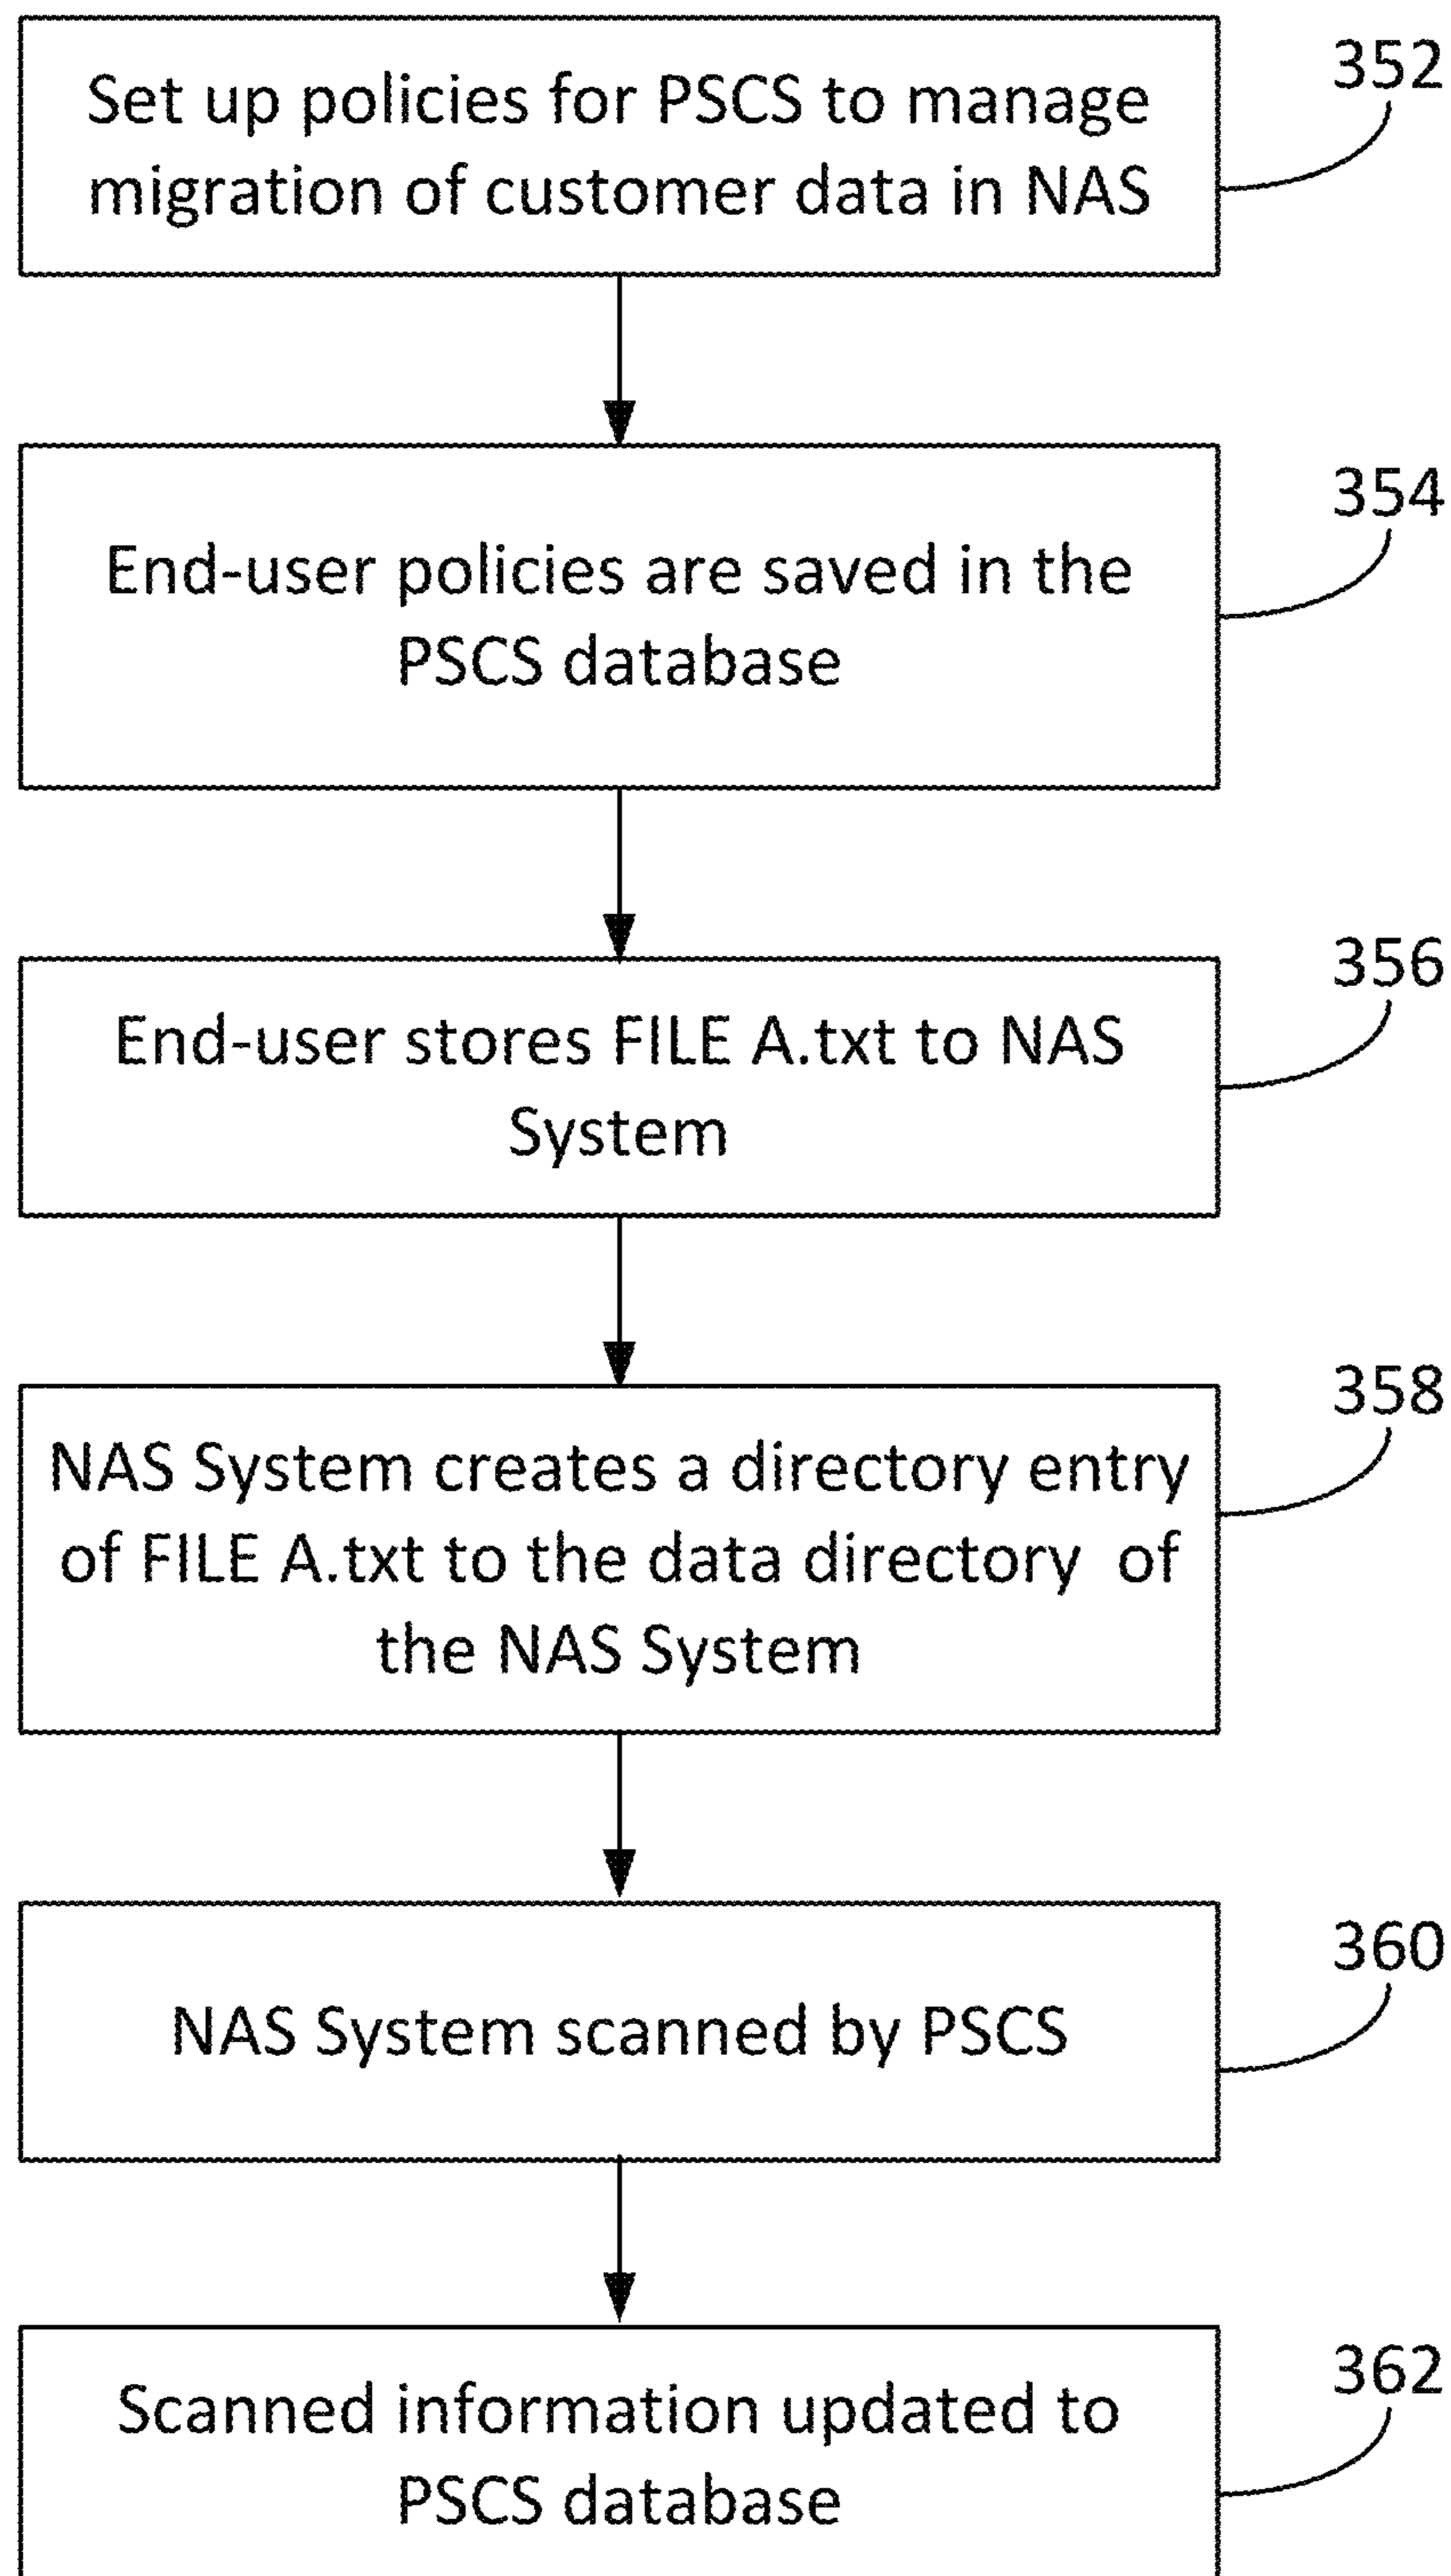 352
Set up policies for PSCS to manage
migration of customer data in NAS
354
End-user policies are saved in the
PSCS database
356
End-user stores FILE A.txt to NAS
System
358
NAS System creates a directory entry
of FILE A.txt to the data directory of
the NAS System
360
NAS System scanned by PSCS
362
Scanned information updated to
PSCS database